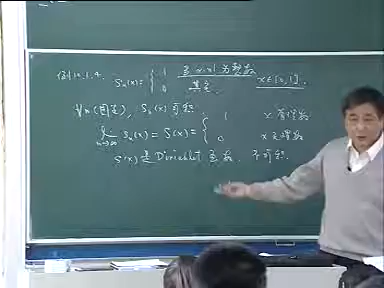 例10.1.4. Sₙ(x) = { 1 当 x·n! 为整数 x∈[0,1].
0 其它
∀n (固定), Sₙ(x) 可积
lim n→∞ Sₙ(x) = S(x) = { 1 x 有理数
0 x 无理数
S(x) 是 Dirichlet 函数, 不可积.